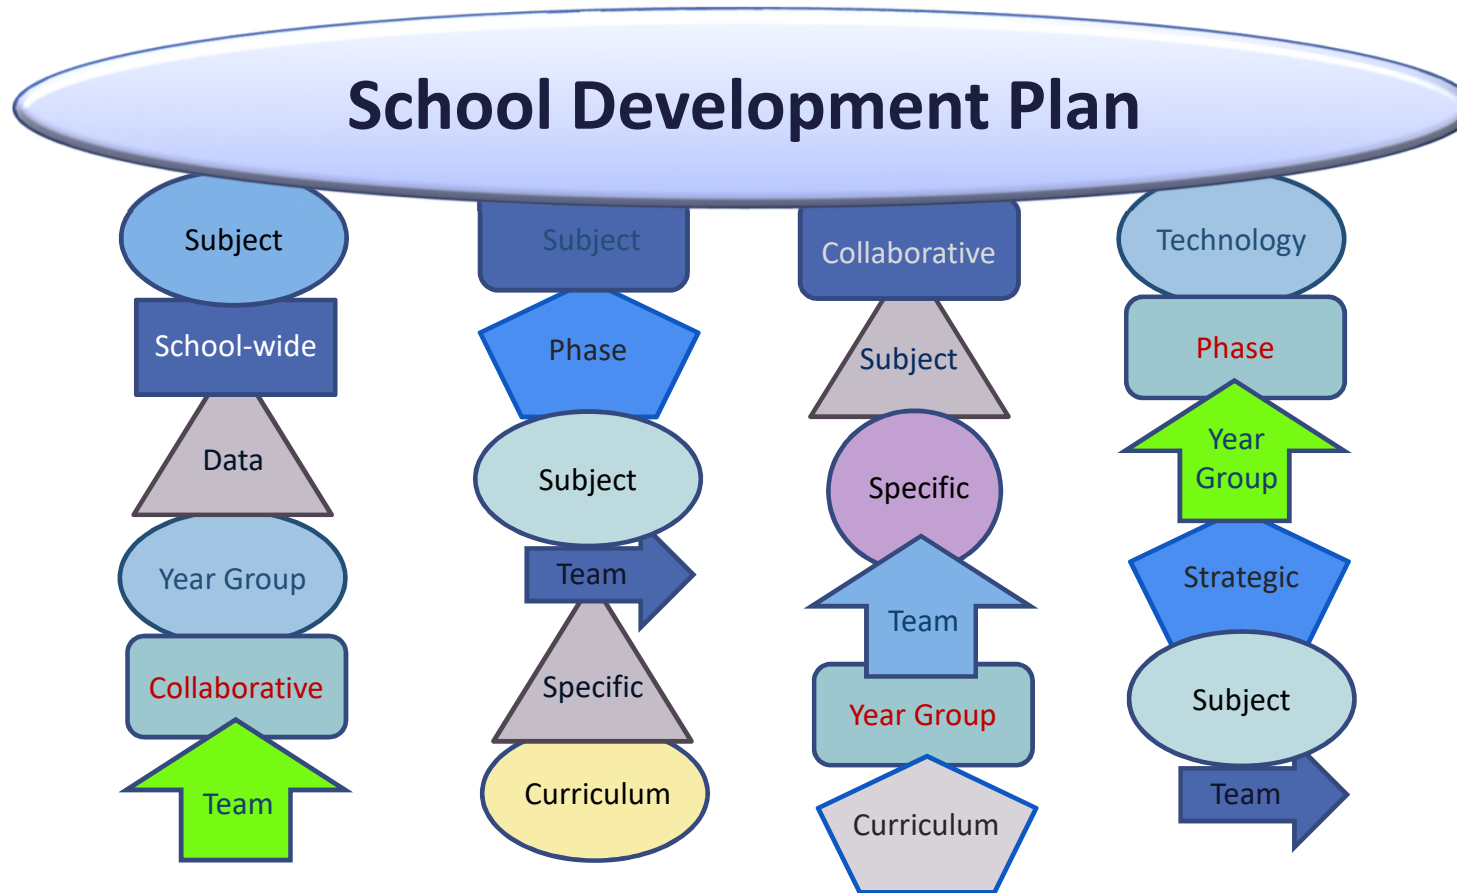 School Development Plan
Subject
School-wide
Data
Year Group
Collaborative
Team
Subject
Phase
Subject
Team
Specific
Curriculum
Collaborative
Subject
Specific
Team
Year Group
Curriculum
Technology
Phase
Year
Group
Strategic
Subject
Team